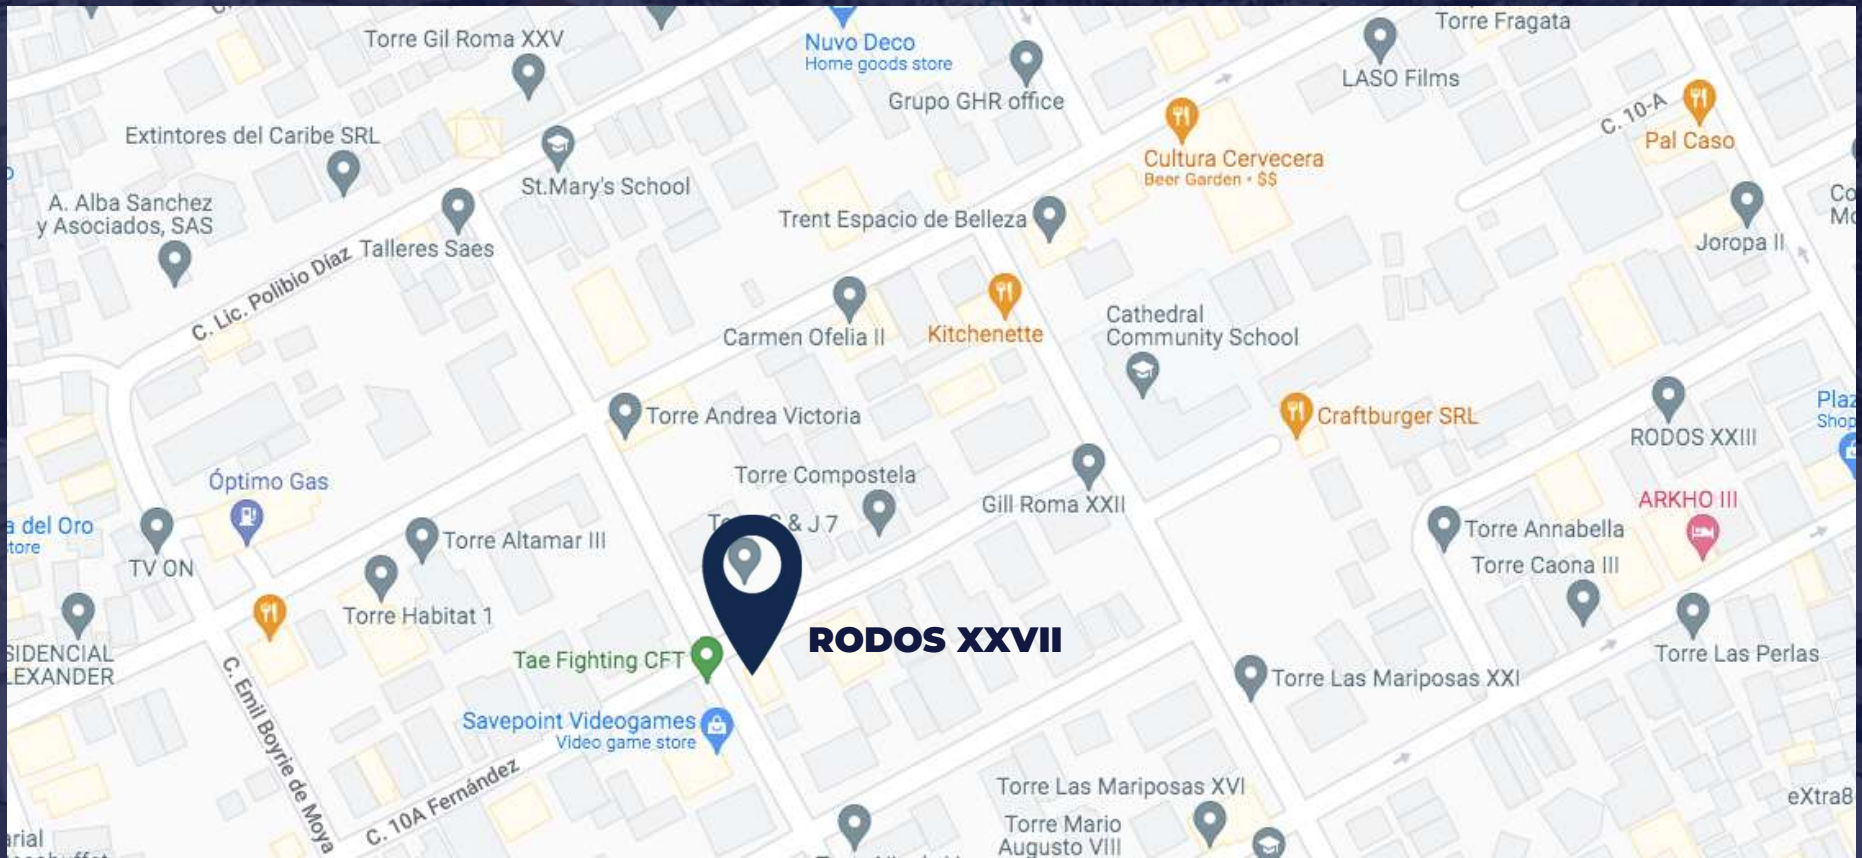 Torre Fragata
Torre Gil Roma XXV
Nuvo Deco
Home goods store
LASO Films
Grupo GHR office
C. 10-A
Extintores del Caribe SRL
Pal Caso
Cultura Cervecera
Beer Garden • $$
St.Mary's School
A. Alba Sanchez
y Asociados, SAS
Trent Espacio de Belleza
Talleres Saes
Joropa II
C. Lic. Polibio Díaz
Cathedral
Community School
Carmen Ofelia II
Kitchenette
Torre Andrea Victoria
Craftburger SRL
RODOS XXIII
Óptimo Gas
Torre Compostela
Gill Roma XXII
ARKHO III
& J 7
del Oro
Torre Altamar III
Torre Annabella
TV ON
Torre Caona III
Torre Habitat 1
RODOS XXVII
Tae Fighting CFT
Torre Las Perlas
Torre Las Mariposas XXI
Savepoint Videogames
Video game store
C. Emil Boyrie de Moya
C. 10A Fernández
Torre Las Mariposas XVI
Torre Mario
Augusto VIII